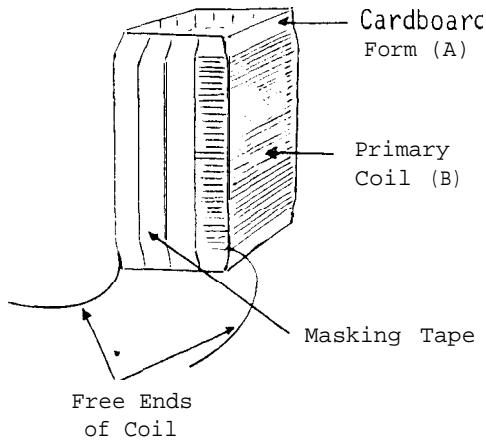 Cardboard
Form (A)
Primary
Coil (B)
Masking Tape
Free Ends
of Coil